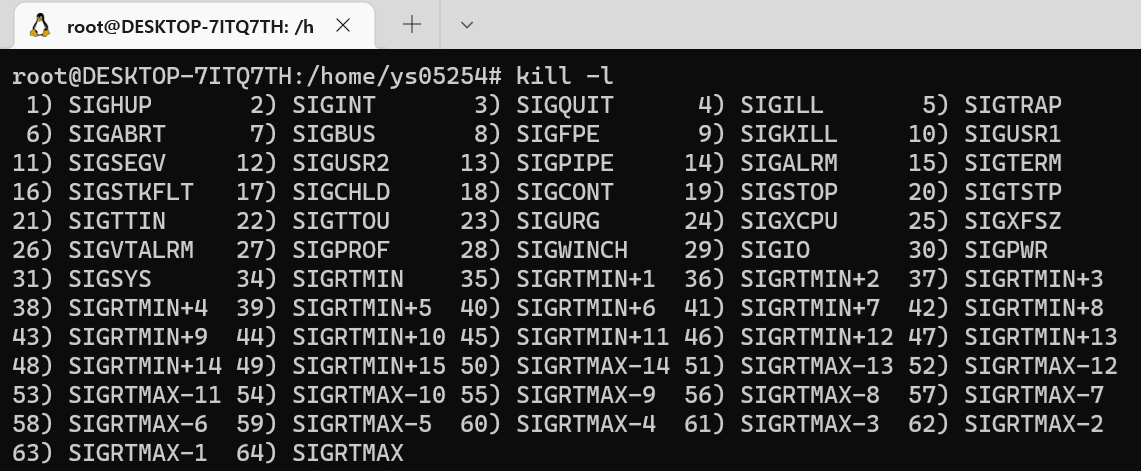 root@DESKTOP-7ITQ7TH: /h
root@DESKTOP-7ITQ7TH:/home/ys05254# kill -l
 1) SIGHUP       2) SIGINT       3) SIGQUIT      4) SIGILL       5) SIGTRAP
 6) SIGABRT      7) SIGBUS       8) SIGFPE       9) SIGKILL     10) SIGUSR1
11) SIGSEGV     12) SIGUSR2     13) SIGPIPE     14) SIGALRM     15) SIGTERM
16) SIGSTKFLT   17) SIGCHLD     18) SIGCONT     19) SIGSTOP     20) SIGTSTP
21) SIGTTIN     22) SIGTTOU     23) SIGURG      24) SIGXCPU     25) SIGXFSZ
26) SIGVTALRM   27) SIGPROF     28) SIGWINCH    29) SIGIO       30) SIGPWR
31) SIGSYS      34) SIGRTMIN    35) SIGRTMIN+1  36) SIGRTMIN+2  37) SIGRTMIN+3
38) SIGRTMIN+4  39) SIGRTMIN+5  40) SIGRTMIN+6  41) SIGRTMIN+7  42) SIGRTMIN+8
43) SIGRTMIN+9  44) SIGRTMIN+10 45) SIGRTMIN+11 46) SIGRTMIN+12 47) SIGRTMIN+13
48) SIGRTMIN+14 49) SIGRTMIN+15 50) SIGRTMAX-14 51) SIGRTMAX-13 52) SIGRTMAX-12
53) SIGRTMAX-11 54) SIGRTMAX-10 55) SIGRTMAX-9  56) SIGRTMAX-8  57) SIGRTMAX-7
58) SIGRTMAX-6  59) SIGRTMAX-5  60) SIGRTMAX-4  61) SIGRTMAX-3  62) SIGRTMAX-2
63) SIGRTMAX-1  64) SIGRTMAX